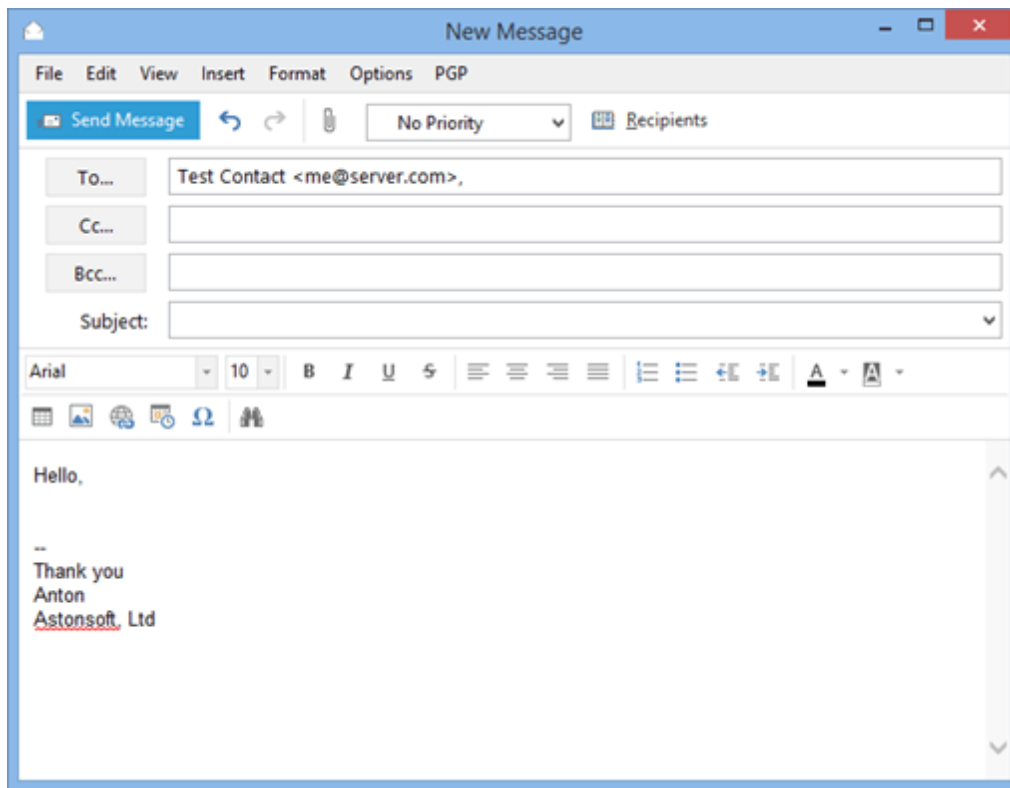 New Message
File Edit View Insert Format Options PGP
Send Message No Priority Recipients
To... Test Contact <me@server.com>,
Cc...
Bcc...
Subject:
Arial 10 B I U S A A
Ω
Hello,
--
Thank you
Anton
Astonsoft, Ltd